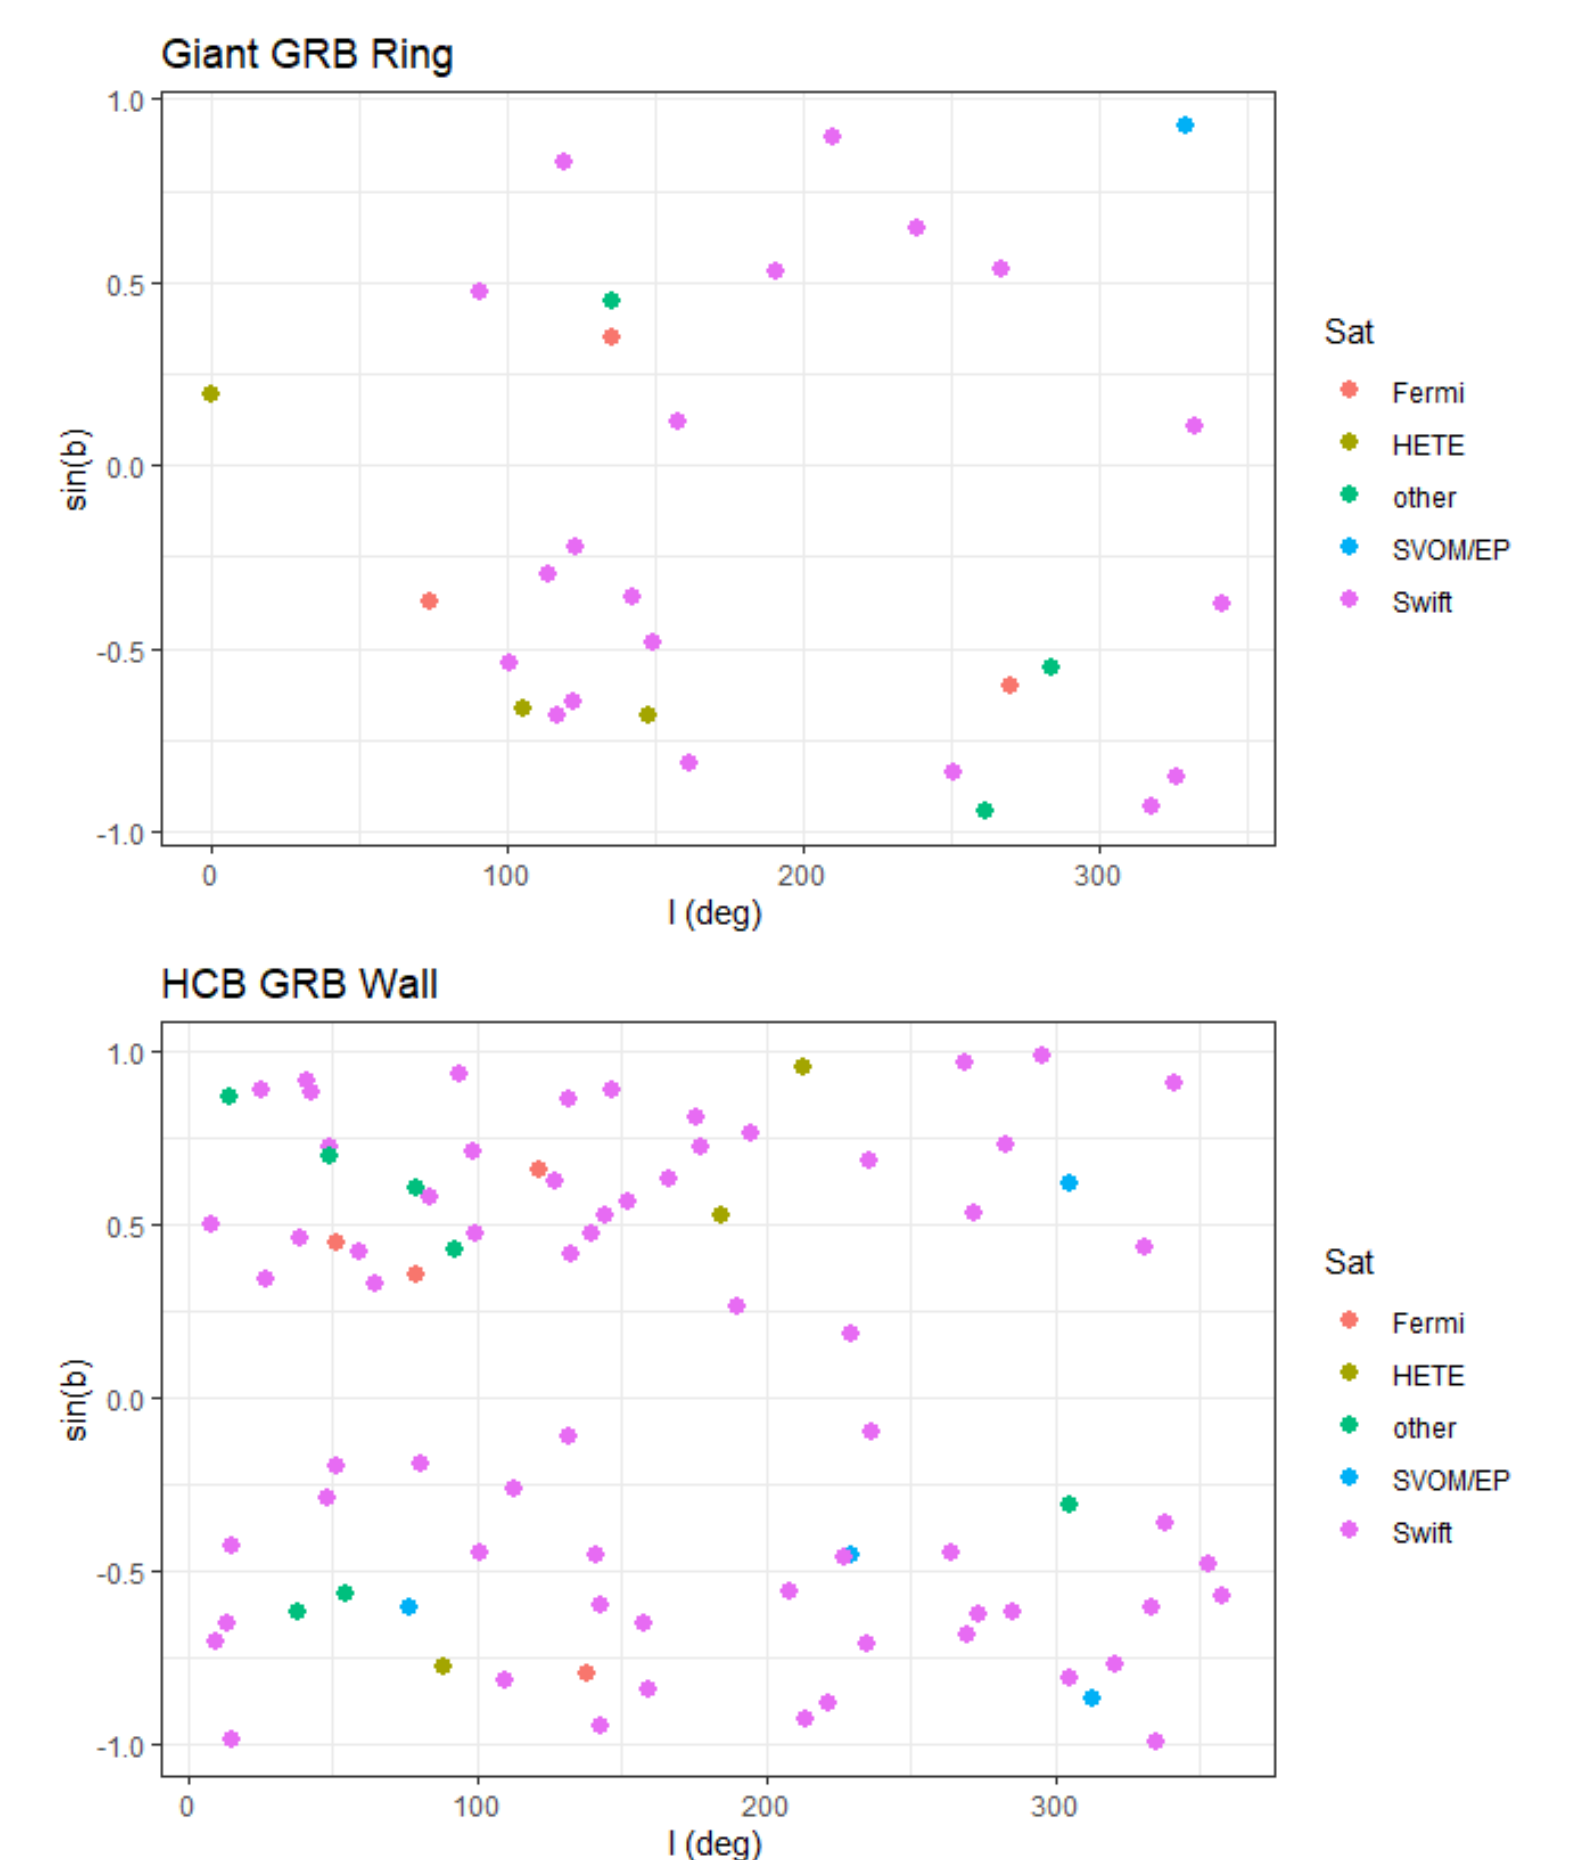 Giant GRB Ring
1.0
0.5
0.0
-0.5
-1.0
sin(b)
0 100 200 300
l (deg)
Sat
Fermi
HETE
other
SVOM/EP
Swift
HCB GRB Wall
1.0
0.5
0.0
-0.5
-1.0
sin(b)
0 100 200 300
l (deg)
Sat
Fermi
HETE
other
SVOM/EP
Swift